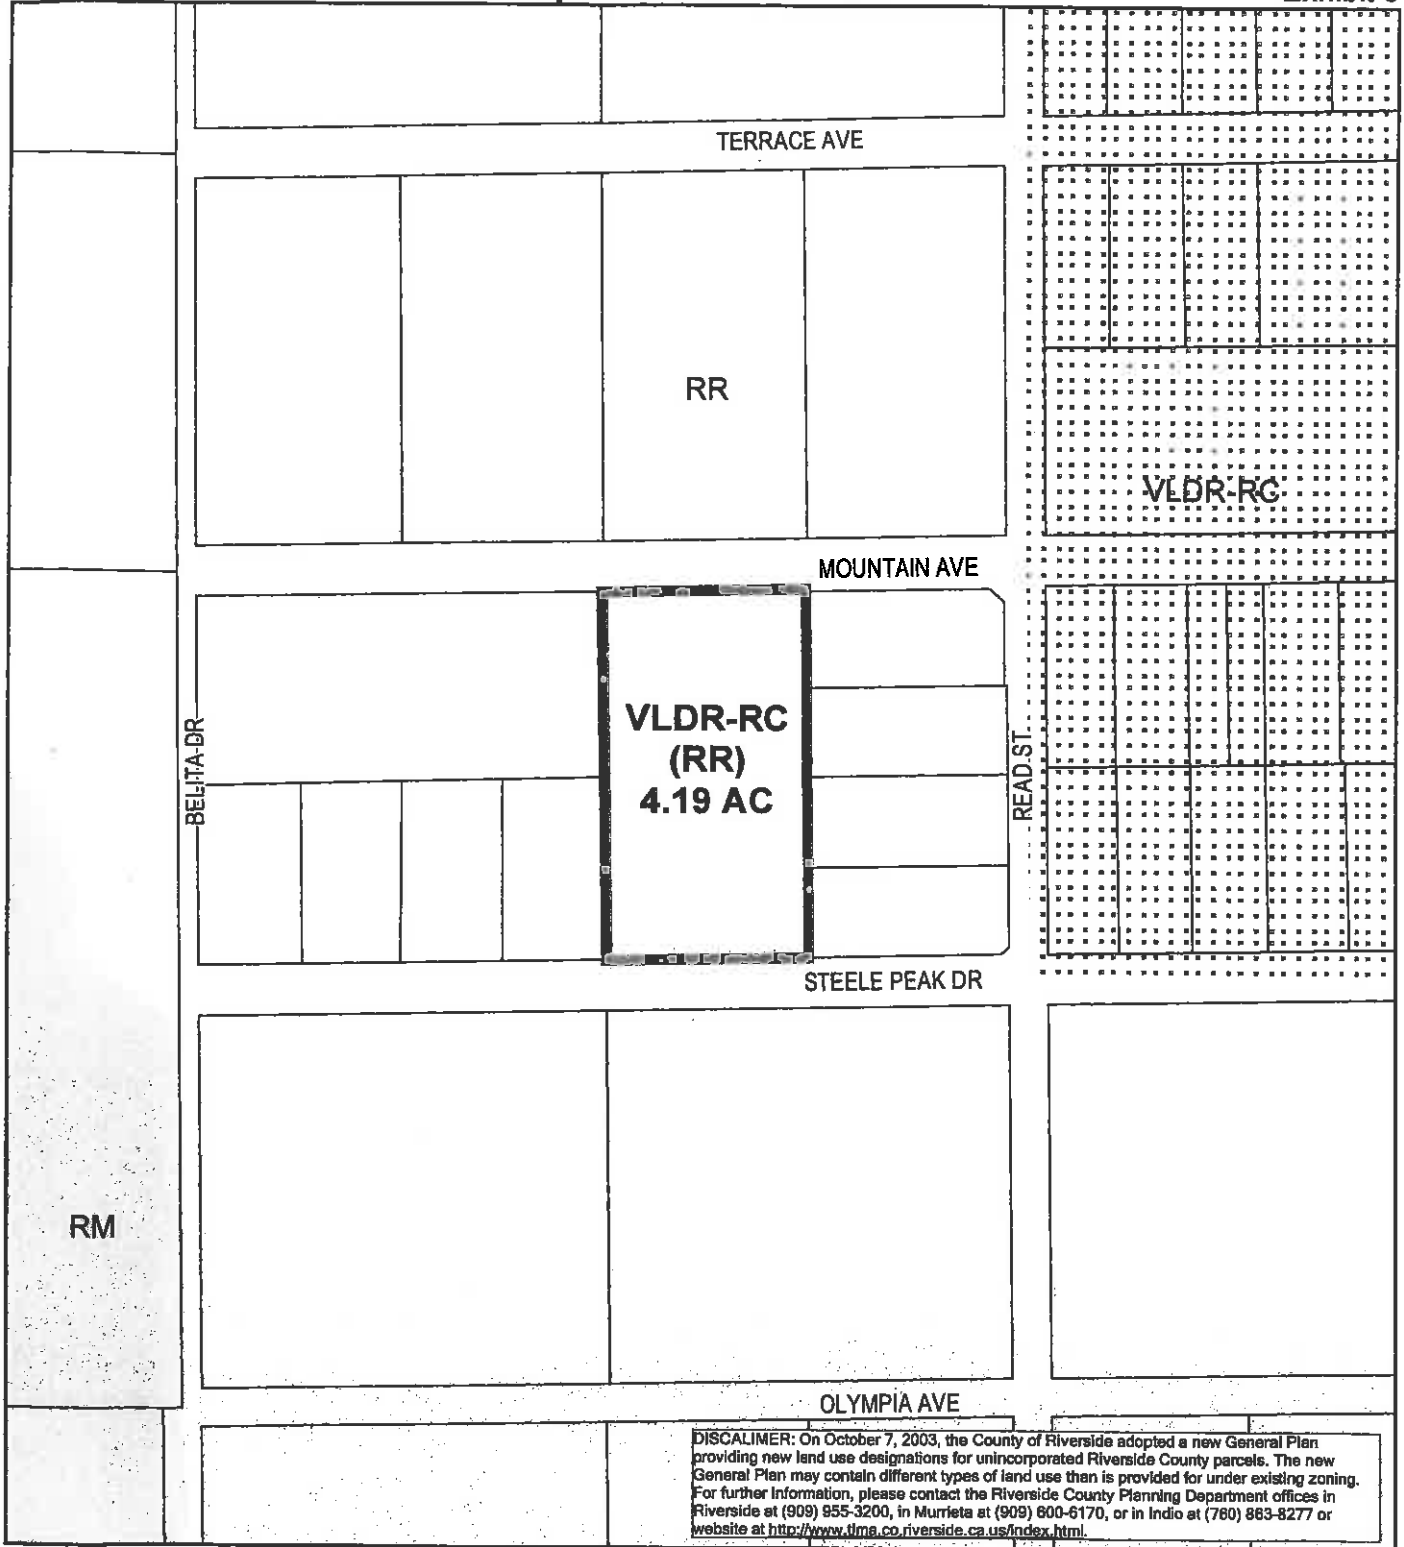 TERRACE AVE
RR
VLDR-RC
MOUNTAIN AVE
VLDR-RC
(RR)
4.19 AC
BELITA DR
READ ST
STEELE PEAK DR
RM
OLYMPIA AVE
DISCALIMER: On October 7, 2003, the County of Riverside adopted a new General Plan
providing new land use designations for unincorporated Riverside County parcels. The new
General Plan may contain different types of land use than is provided for under existing zoning.
For further information, please contact the Riverside County Planning Department offices in
Riverside at (909) 955-3200, in Murrieta at (909) 600-6170, or in Indio at (760) 863-8277 or
website at http://www.tlma.co.riverside.ca.us/index.html.